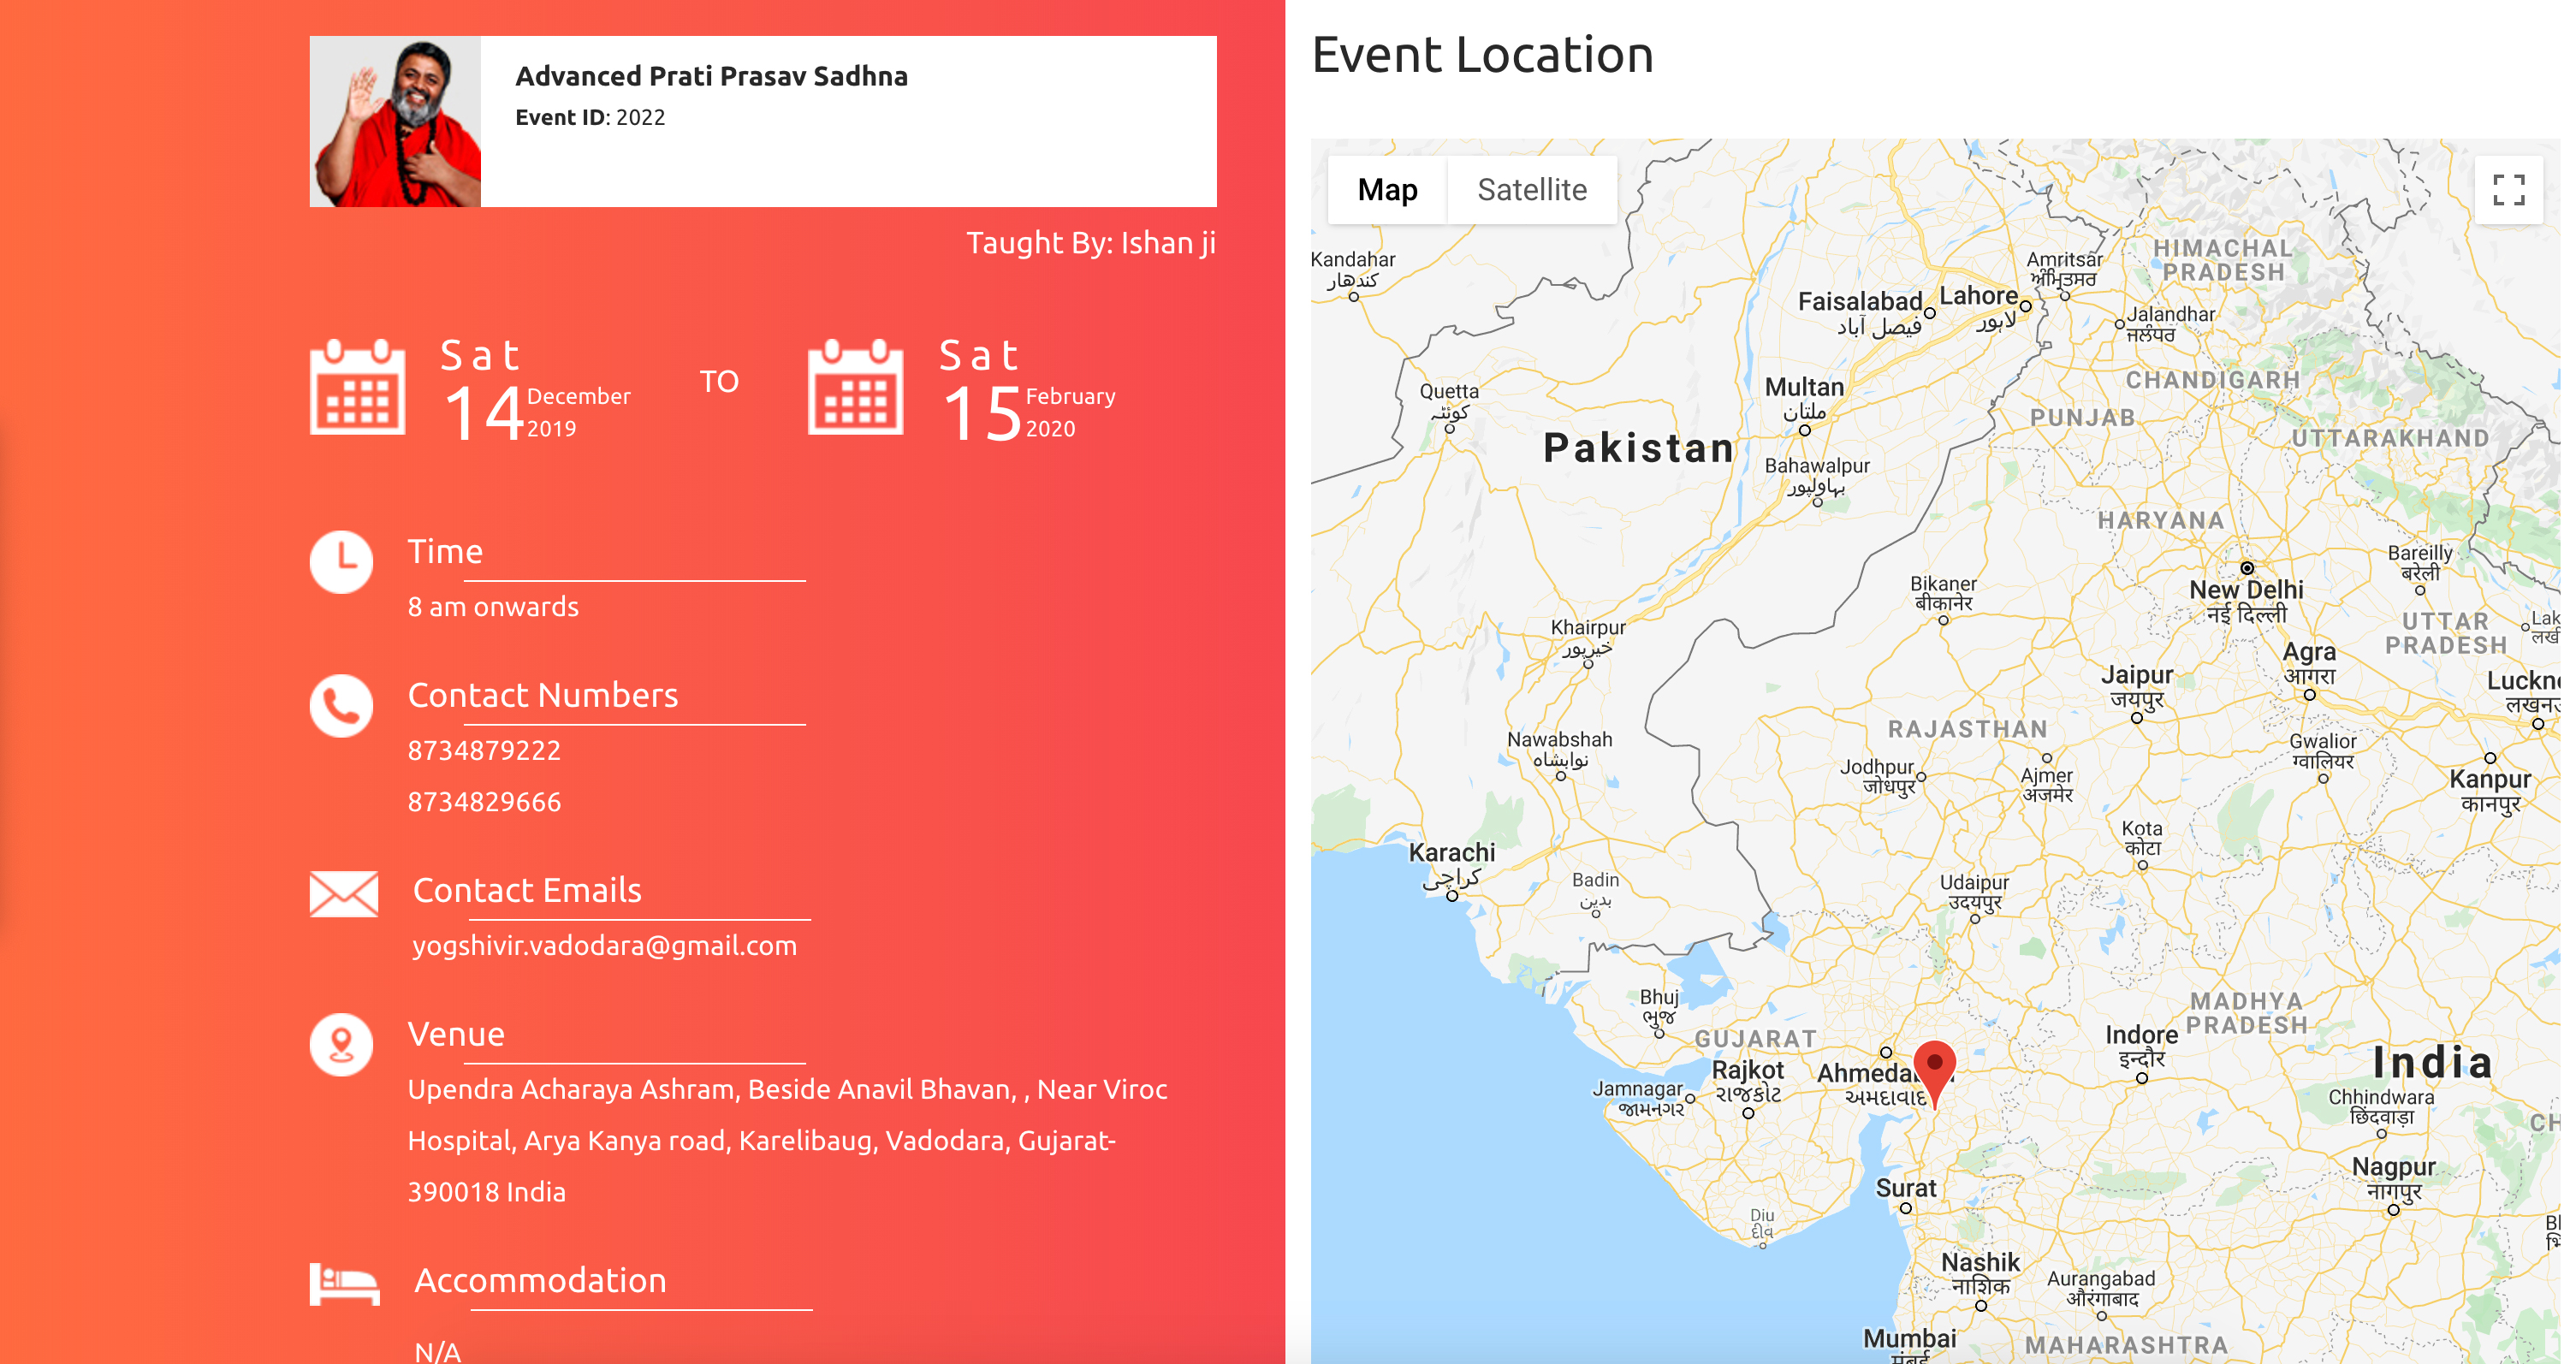 Advanced Prati Prasav Sadhna
Event ID: 2022
Taught By: Ishan ji
Sat
14
December
2019
TO
Sat
15
February
2020
Time
8 am onwards
Contact Numbers
8734879222
8734829666
Contact Emails
yogshivir.vadodara@gmail.com
Venue
Upendra Acharaya Ashram, Beside Anavil Bhavan, , Near Viroc
Hospital, Arya Kanya road, Karelibaug, Vadodara, Gujarat-
390018 India
Accommodation
N/A
Event Location
Map
Satellite
Kandahar
کندهار
Amritsar
ਅੰਮ੍ਰਿਤਸਰ
HIMACHAL
PRADESH
Faisalabad
فیصل آباد
Lahore
لاہور
Jalandhar
ਜਲੰਧਰ
Quetta
کوئٹہ
Multan
ملتان
CHANDIGARH
PUNJAB
UTTARAKHAND
Pakistan
Bahawalpur
بہاولپور
HARYANA
Bareilly
बरेली
Bikaner
बीकानेर
New Delhi
नई दिल्ली
Khairpur
خیرپور
UTTAR
PRADESH
Agra
आगरा
Jaipur
जयपुर
RAJASTHAN
Nawabshah
نوابشاہ
Jodhpur
जोधपुर
Ajmer
अजमेर
Gwalior
ग्वालियर
Kanpur
कानपुर
Kota
कोटा
Karachi
کراچی
Badin
بدین
Udaipur
उदयपुर
Bhuj
ભુજ
GUJARAT
MADHYA
PRADESH
Indore
इन्दौर
India
Rajkot
રાજકોટ
અમદાવાદ
Jamnagar
જામનગર
Chhindwara
छिंदवाड़ा
Nagpur
नागपुर
Surat
Diu
દીવ
Nashik
नाशिक
Aurangabad
औरंगाबाद
Mumbai
MAHARASHTRA